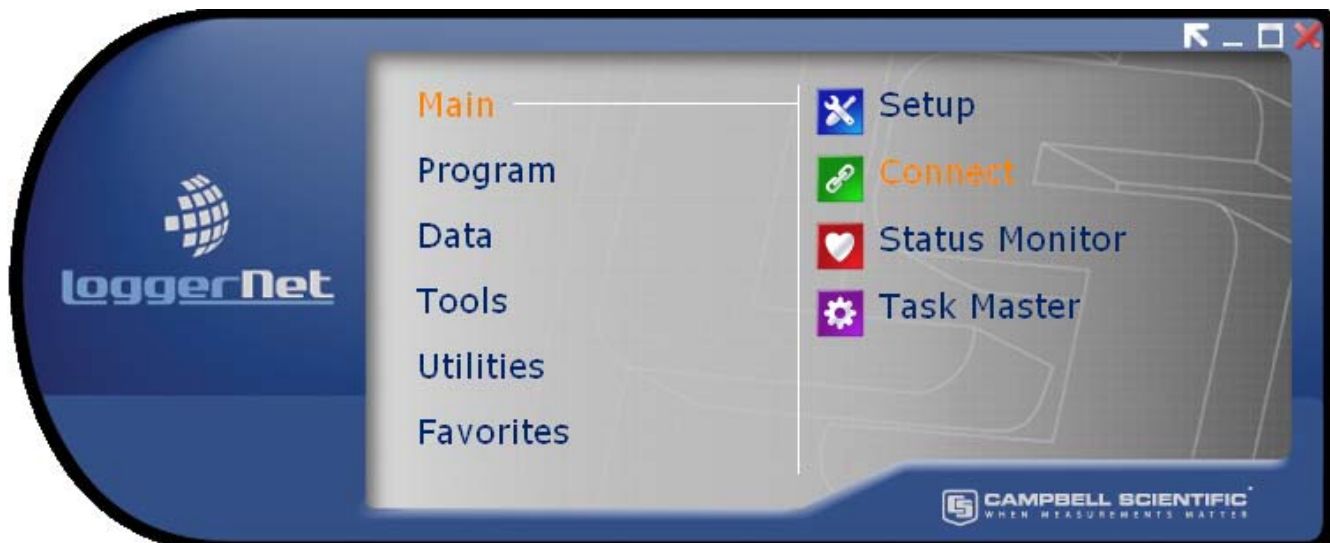 LoggerNet
Main
Program
Data
Tools
Utilities
Favorites
Setup
Connect
Status Monitor
Task Master
CAMPBELL SCIENTIFIC
WHEN MEASUREMENTS MATTER